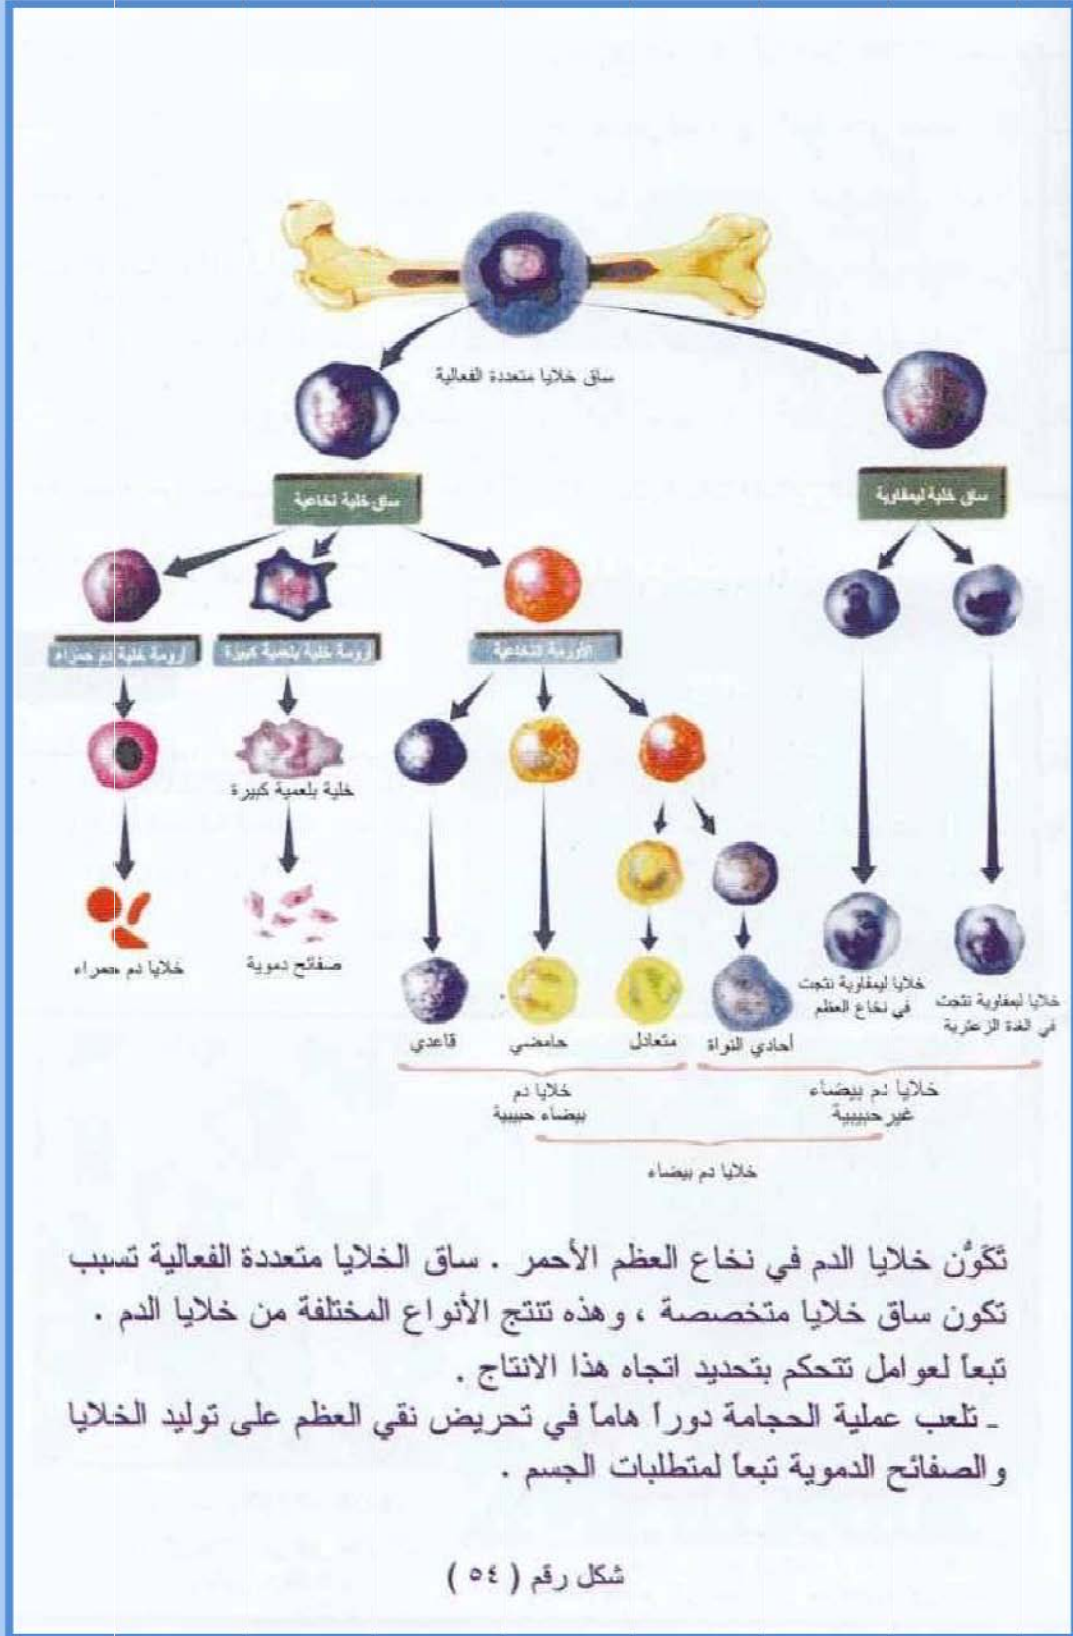 ساق خلايا متعددة الفعالية
ساق خلية ليمفاوية
ساق خلية نخاعية
الأورمة النخاعية
أرومة خلية بلعمية كبيرة
أرومة خلية دم حمراء
خلية بلعمية كبيرة
خلايا ليمفاوية نتجت
في الغدة الزعترية
خلايا ليمفاوية نتجت
في نخاع العظم
أحادي النواة
متعادل
حامضي
قاعدي
صفائح دموية
خلايا دم حمراء
خلايا دم بيضاء
غير حبيبية
خلايا دم
بيضاء حبيبية
خلايا دم بيضاء
تَكَوُّن خلايا الدم في نخاع العظم الأحمر . ساق الخلايا متعددة الفعالية تسبب
تكون ساق خلايا متخصصة ، وهذه تنتج الأنواع المختلفة من خلايا الدم .
تبعاً لعوامل تتحكم بتحديد اتجاه هذا الانتاج .
ـ تلعب عملية الحجامة دوراً هاماً في تحريض نقي العظم على توليد الخلايا
والصفائح الدموية تبعاً لمتطلبات الجسم .
شكل رقم ( ٥٤ )